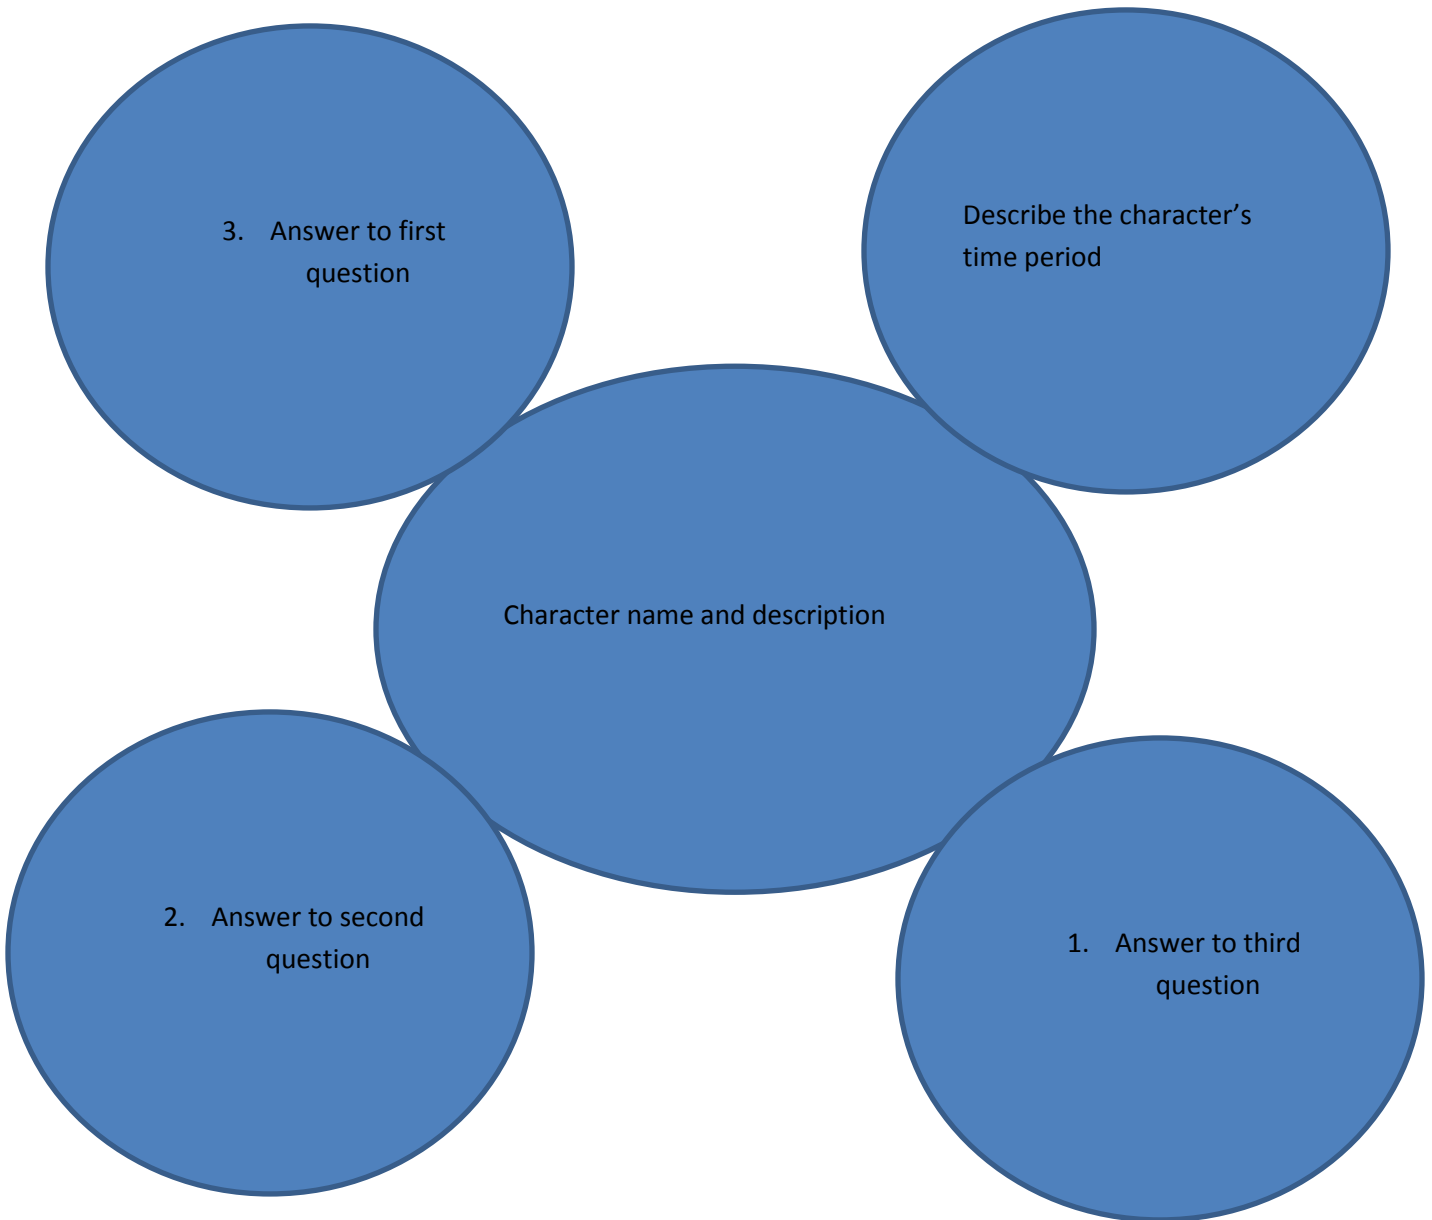 3. Answer to first
question
Describe the character’s
time period
Character name and description
2. Answer to second
question
1. Answer to third
question